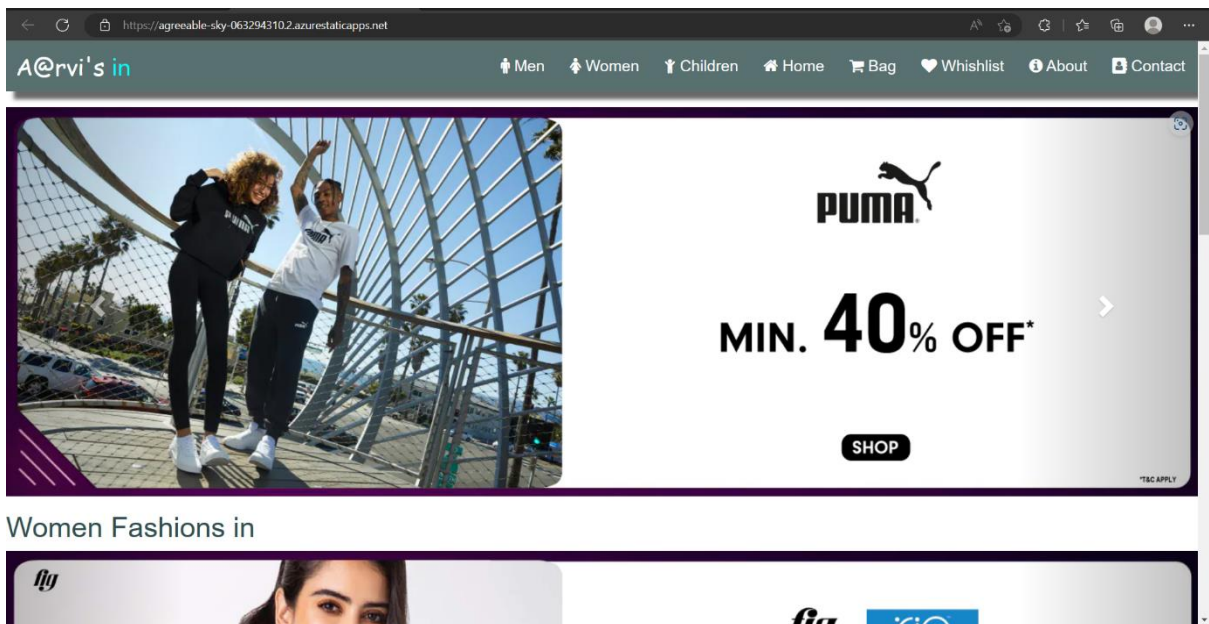 https://agreeable-sky-063294310.2.azurestaticapps.net
A@rvi's in Men Women Children Home Bag Whishlist About Contact
PUMA
PUMA
PUMA
MIN. 40% OFF*
SHOP
*T&C APPLY
Women Fashions in
fig
fig